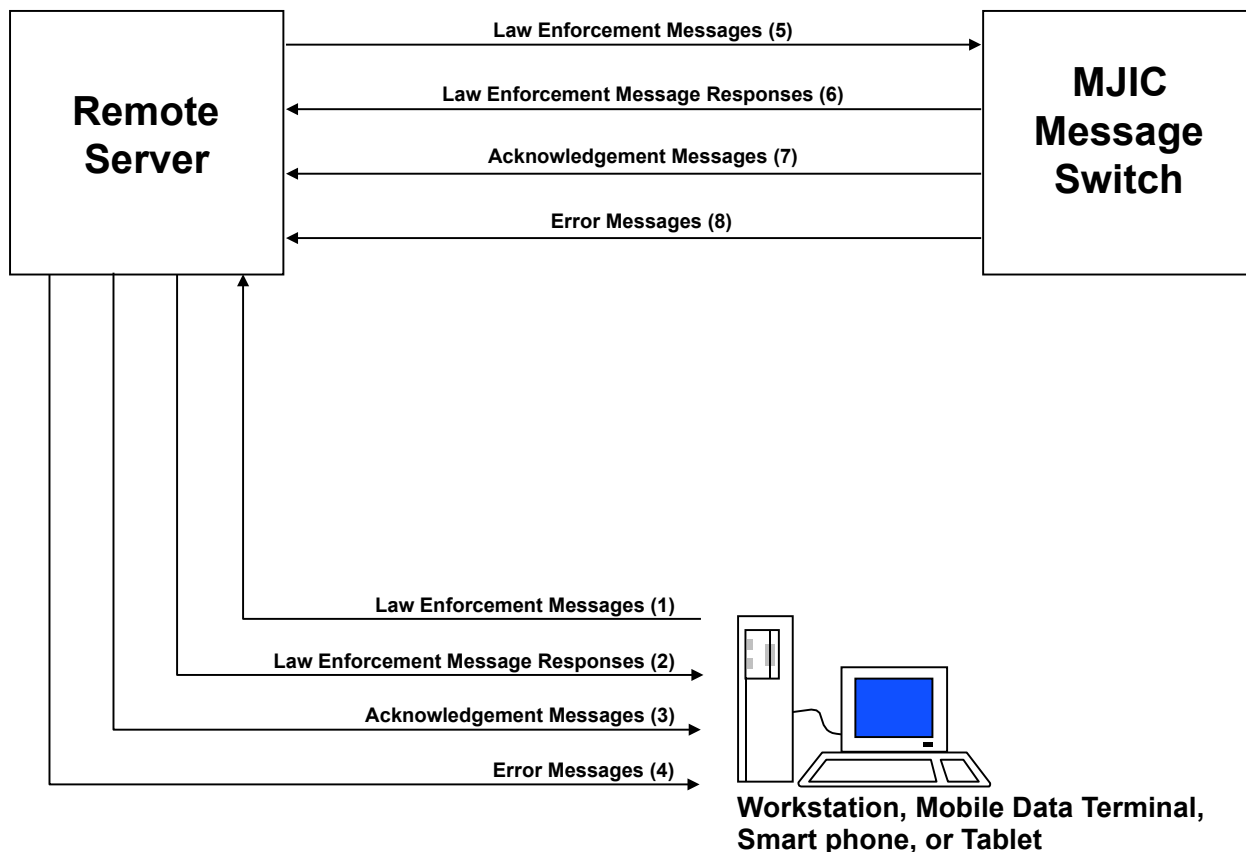 Remote
Server
Law Enforcement Messages (5)
Law Enforcement Message Responses (6)
Acknowledgement Messages (7)
Error Messages (8)
MJIC
Message
Switch
Law Enforcement Messages (1)
Law Enforcement Message Responses (2)
Acknowledgement Messages (3)
Error Messages (4)
Workstation, Mobile Data Terminal,
Smart phone, or Tablet